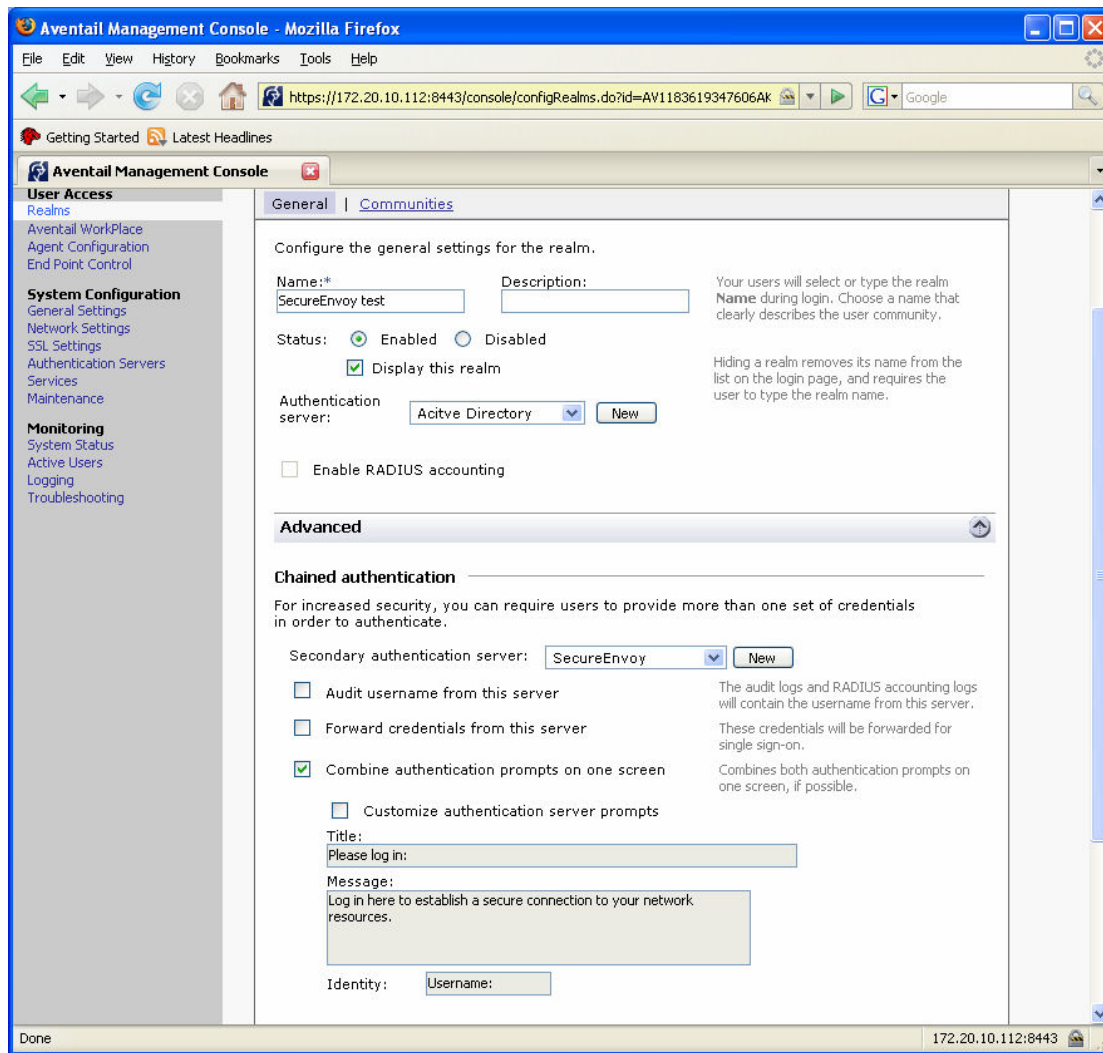 Aventail Management Console - Mozilla Firefox
File Edit View History Bookmarks Tools Help
https://172.20.10.112:8443/console/configRealms.do?id=AV1183619347606AK
G Google
Getting Started Latest Headlines
Aventail Management Console
User Access
Realms
Aventail WorkPlace
Agent Configuration
End Point Control
System Configuration
General Settings
Network Settings
SSL Settings
Authentication Servers
Services
Maintenance
Monitoring
System Status
Active Users
Logging
Troubleshooting
General | Communities
Configure the general settings for the realm.
Name:* Description:
SecureEnvoy test
Your users will select or type the realm
Name during login. Choose a name that
clearly describes the user community.
Status: Enabled Disabled
Display this realm
Hiding a realm removes its name from the
list on the login page, and requires the
user to type the realm name.
Authentication
server: Acitve Directory New
Enable RADIUS accounting
Advanced
Chained authentication
For increased security, you can require users to provide more than one set of credentials
in order to authenticate.
Secondary authentication server: SecureEnvoy New
Audit username from this server
The audit logs and RADIUS accounting logs
will contain the username from this server.
Forward credentials from this server
These credentials will be forwarded for
single sign-on.
Combine authentication prompts on one screen
Combines both authentication prompts on
one screen, if possible.
Customize authentication server prompts
Title:
Please log in:
Message:
Log in here to establish a secure connection to your network
resources.
Identity: Username:
Done 172.20.10.112:8443